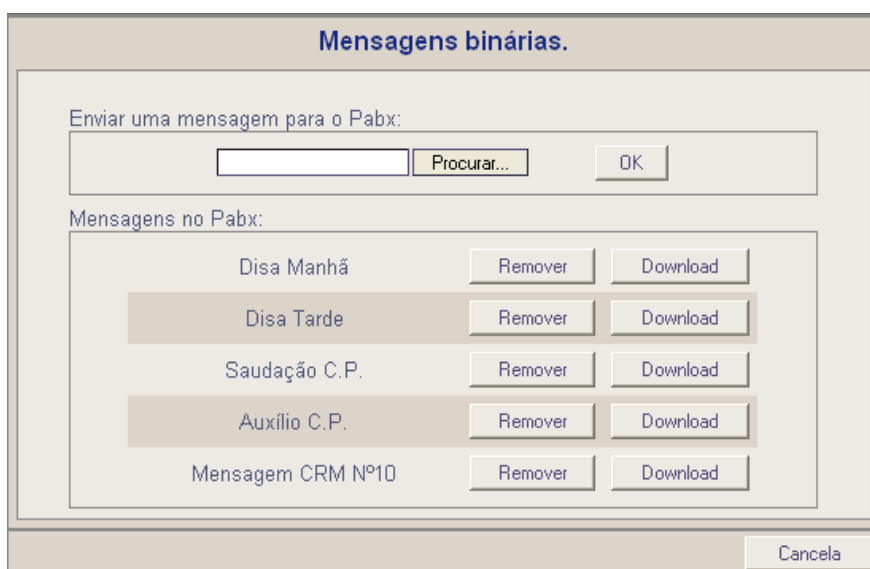 Mensagens binárias.
Enviar uma mensagem para o Pabx:
Procurar... OK
Mensagens no Pabx:
Disa Manhã Remover Download
Disa Tarde Remover Download
Saudação C.P. Remover Download
Auxílio C.P. Remover Download
Mensagem CRM Nº10 Remover Download
Cancela